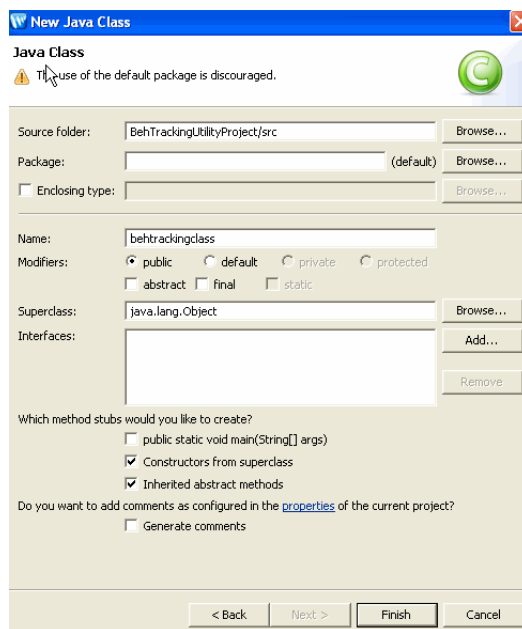 New Java Class
Java Class
The use of the default package is discouraged.
Source folder: BehTrackingUtilityProject/src Browse...
Package: (default) Browse...
Enclosing type: Browse...
Name: behtrackingclass
Modifiers: public default private protected
abstract final static
Superclass: java.lang.Object Browse...
Interfaces: Add...
Remove
Which method stubs would you like to create?
public static void main(String[] args)
Constructors from superclass
Inherited abstract methods
Do you want to add comments as configured in the properties of the current project?
Generate comments
< Back Next > Finish Cancel